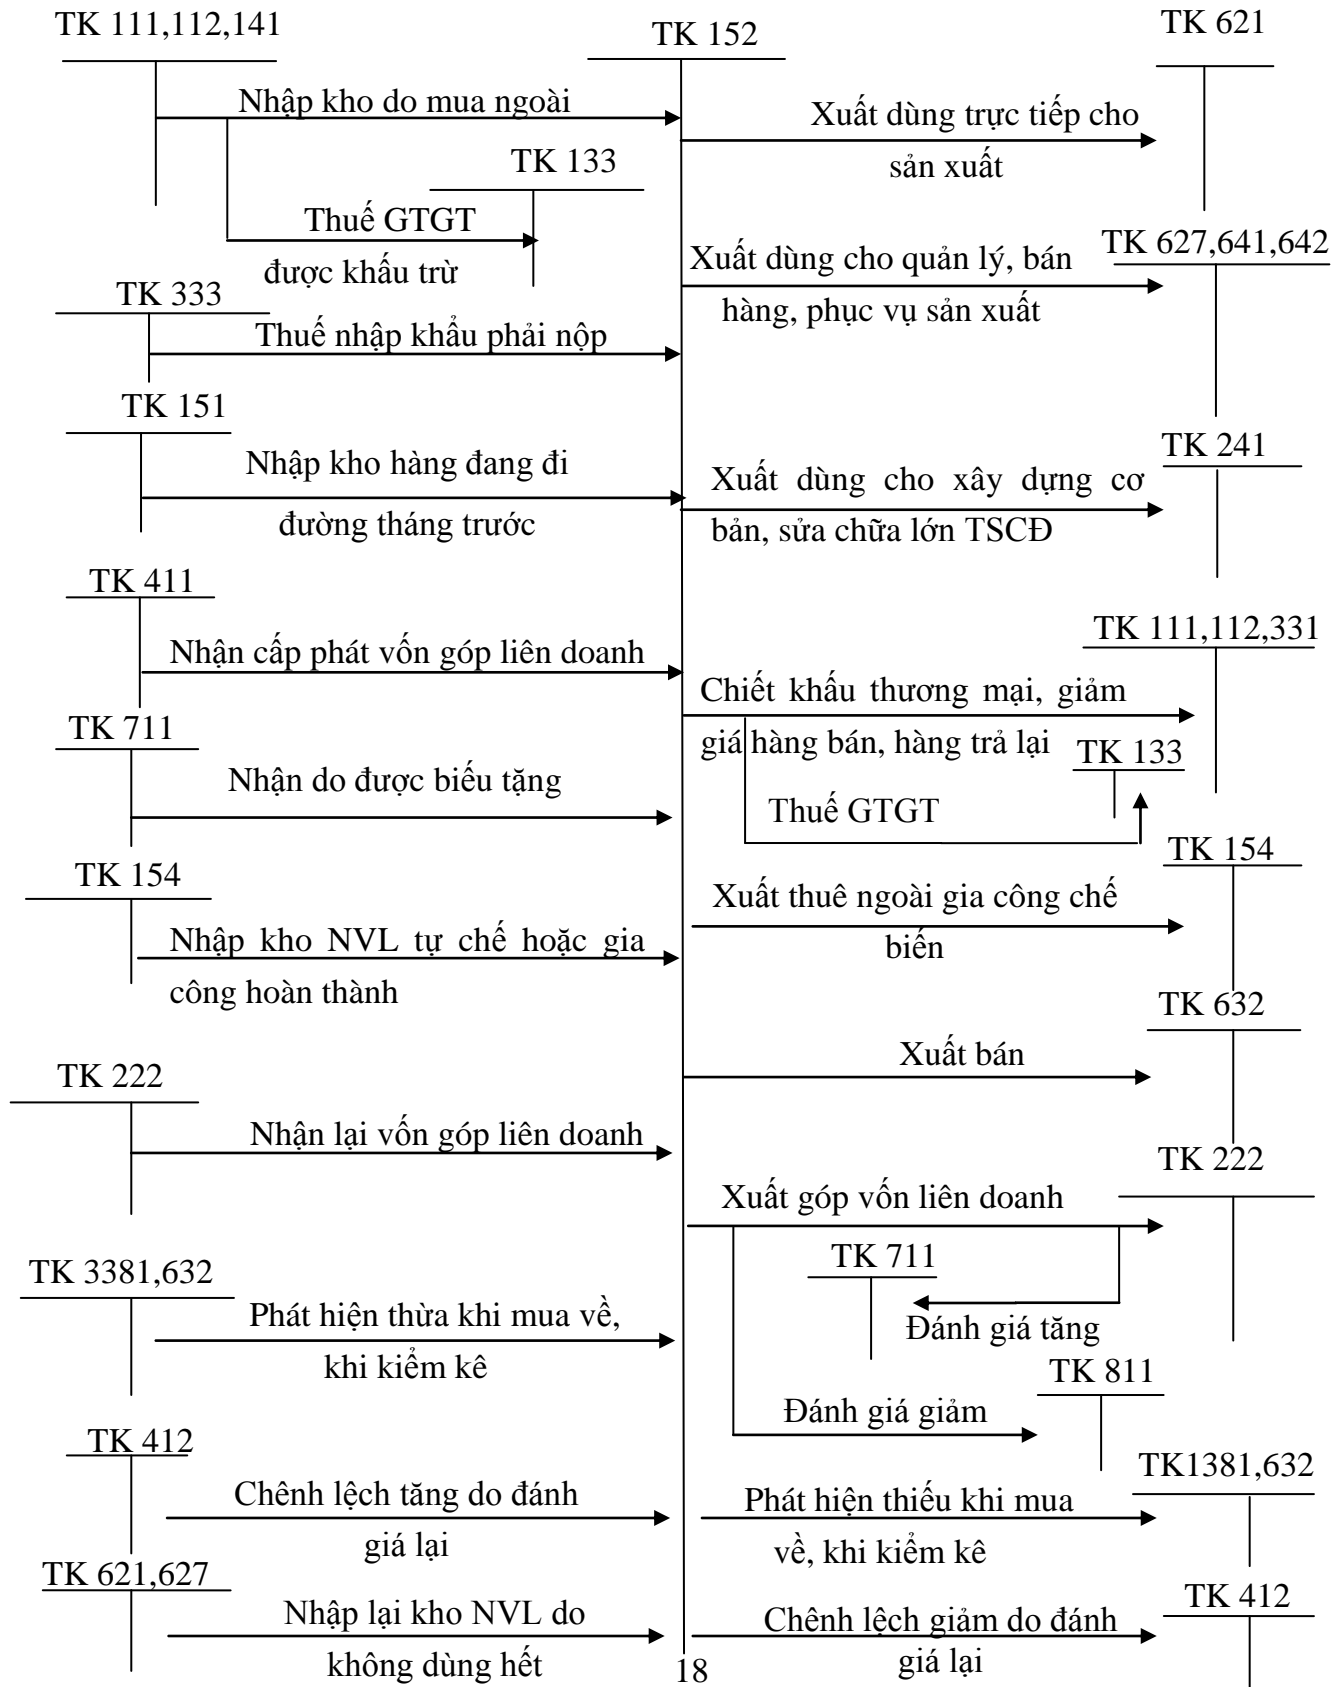 TK 111,112,141
TK 152
TK 621
Nhập kho do mua ngoài
Xuất dùng trực tiếp cho
sản xuất
TK 133
Thuế GTGT
được khấu trừ
TK 627,641,642
Xuất dùng cho quản lý, bán
hàng, phục vụ sản xuất
TK 333
Thuế nhập khẩu phải nộp
TK 151
Nhập kho hàng đang đi
đường tháng trước
TK 241
Xuất dùng cho xây dựng cơ
bản, sửa chữa lớn TSCĐ
TK 411
Nhận cấp phát vốn góp liên doanh
TK 111,112,331
Chiết khấu thương mại, giảm
giá hàng bán, hàng trả lại
TK 133
Thuế GTGT
TK 711
Nhận do được biếu tặng
TK 154
Xuất thuê ngoài gia công chế
biến
TK 154
Nhập kho NVL tự chế hoặc gia
công hoàn thành
TK 632
Xuất bán
TK 222
Nhận lại vốn góp liên doanh
TK 222
Xuất góp vốn liên doanh
TK 711
Đánh giá tăng
TK 3381,632
Phát hiện thừa khi mua về,
khi kiểm kê
TK 811
Đánh giá giảm
TK 412
Chênh lệch tăng do đánh
giá lại
TK1381,632
Phát hiện thiếu khi mua
về, khi kiểm kê
TK 621,627
Nhập lại kho NVL do
không dùng hết
TK 412
Chênh lệch giảm do đánh
giá lại
18